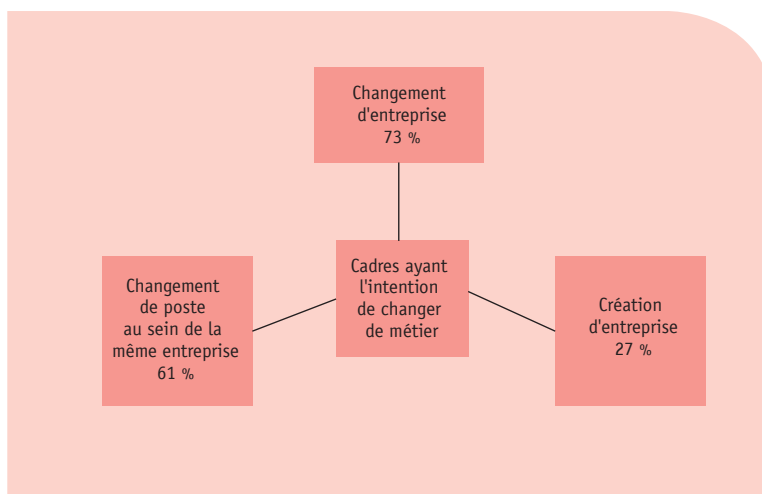 Changement
d'entreprise
73 %
Cadres ayant
l'intention
de changer
de métier
Changement
de poste
au sein de la
même entreprise
61 %
Création
d'entreprise
27 %